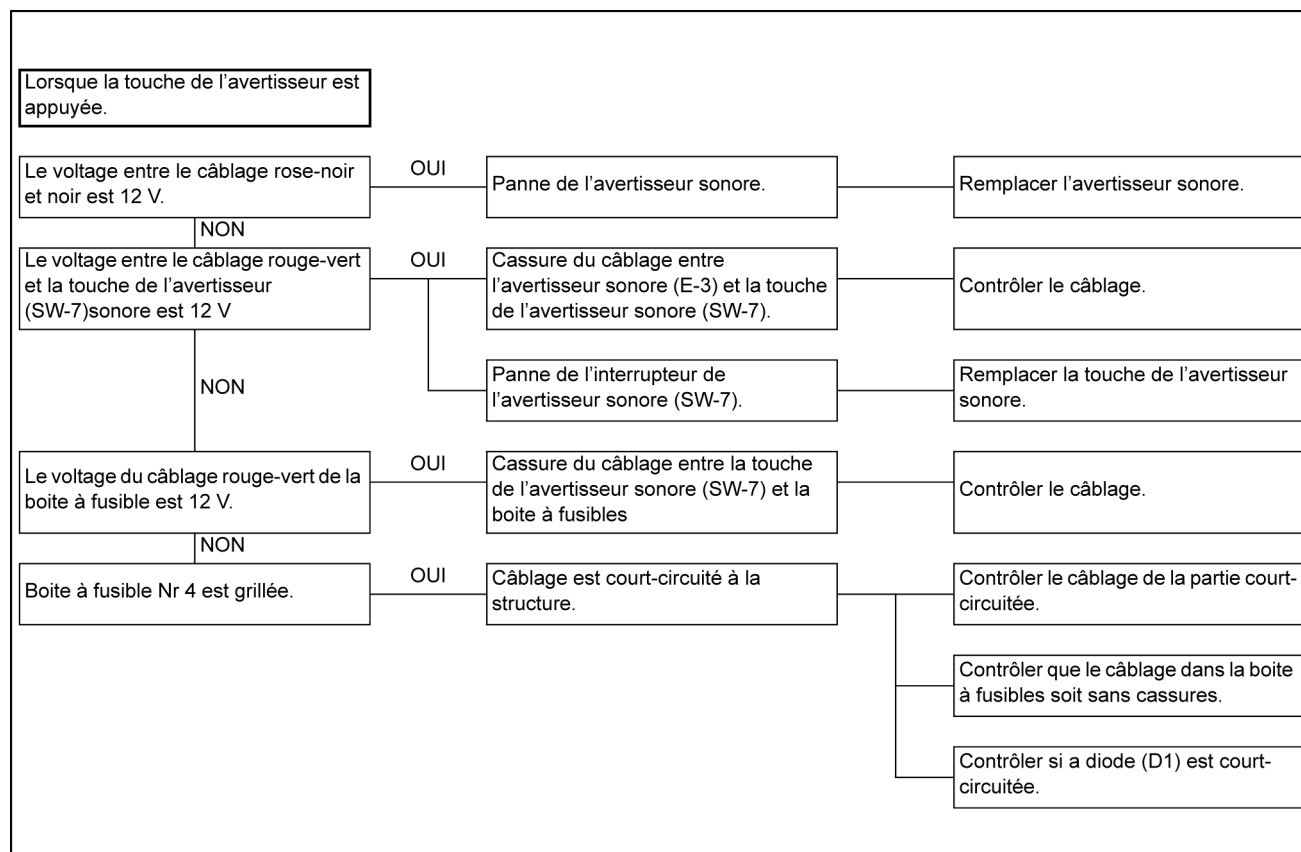 Lorsque la touche de l’avertisseur est
appuyée.
Le voltage entre le câblage rose-noir
et noir est 12 V.
OUI
Panne de l’avertisseur sonore.
Remplacer l’avertisseur sonore.
NON
Le voltage entre le câblage rouge-vert
et la touche de l’avertisseur
(SW-7)sonore est 12 V
OUI
Cassure du câblage entre
l’avertisseur sonore (E-3) et la touche
de l’avertisseur sonore (SW-7).
Contrôler le câblage.
NON
Panne de l’interrupteur de
l’avertisseur sonore (SW-7).
Remplacer la touche de l’avertisseur
sonore.
Le voltage du câblage rouge-vert de la
boite à fusible est 12 V.
OUI
Cassure du câblage entre la touche
de l’avertisseur sonore (SW-7) et la
boite à fusibles
Contrôler le câblage.
NON
Boite à fusible Nr 4 est grillée.
OUI
Câblage est court-circuité à la
structure.
Contrôler le câblage de la partie court-
circuitée.
Contrôler que le câblage dans la boite
à fusibles soit sans cassures.
Contrôler si a diode (D1) est court-
circuitée.